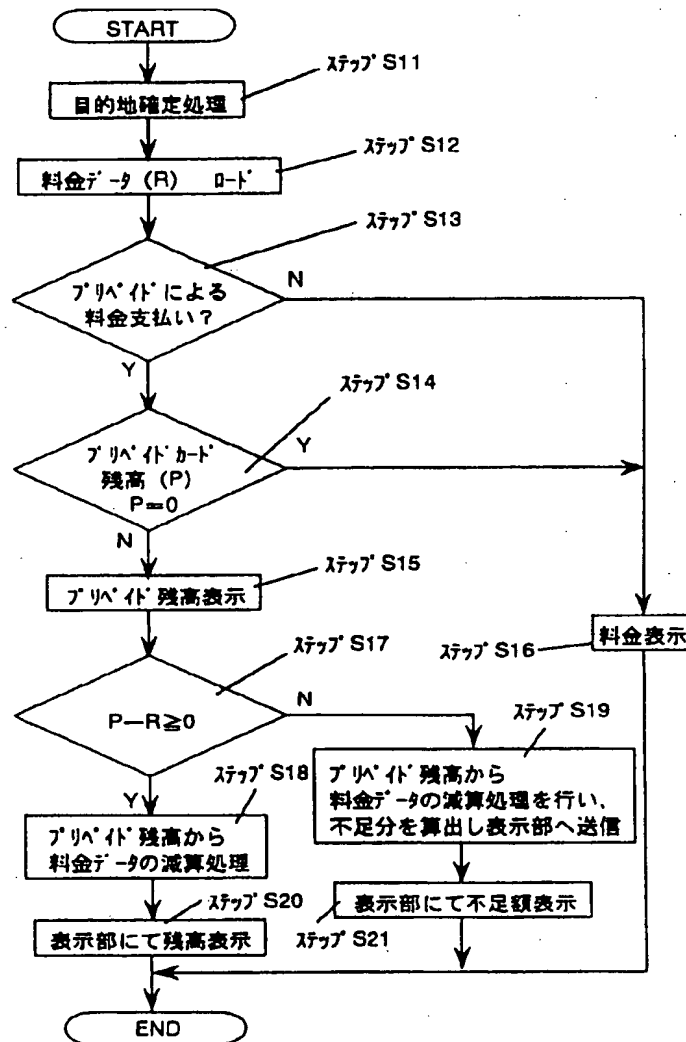 START
ステップ S11
目的地確定処理
ステップ S12
料金データ (R) ロード
ステップ S13
プリペイドによる
料金支払い?
N
Y
ステップ S14
プリペイドカード
残高 (P)
P=0
Y
N
ステップ S15
プリペイド残高表示
ステップ S16
料金表示
ステップ S17
P−R≧0
N
Y
ステップ S18
プリペイド残高から
料金データの減算処理
ステップ S19
プリペイド残高から
料金データの減算処理を行い、
不足分を算出し表示部へ送信
ステップ S20
表示部にて残高表示
ステップ S21
表示部にて不足額表示
END